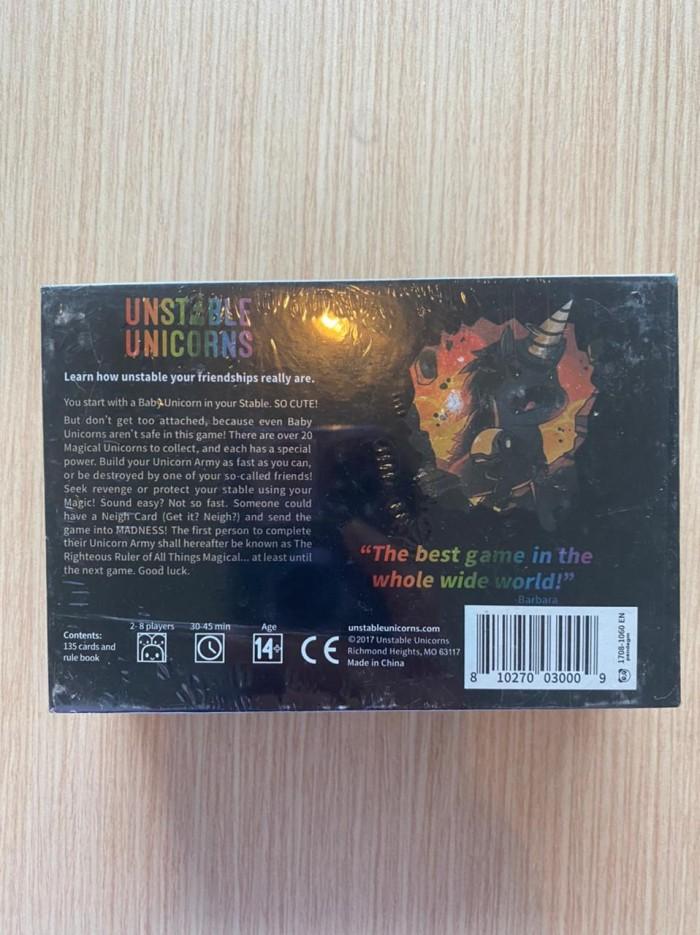 UNSTABLE
UNICORNS
Learn how unstable your friendships really are.
You start with a Baby Unicorn in your Stable. SO CUTE!
But don't get too attached, because even Baby
Unicorns aren't safe in this game! There are over 20
Magical Unicorns to collect, and each has a special
power. Build your Unicorn Army as fast as you can,
or be destroyed by one of your so-called friends!
Seek revenge or protect your stable using your
Magic! Sound easy? Not so fast. Someone could
have a Neigh Card (Get it? Neigh?) and send the
game into MADNESS! The first person to complete
their Unicorn Army shall hereafter be known as The
Righteous Ruler of All Things Magical... at least until
the next game. Good luck.
“The best game in the
whole wide world!”
-Barbara
Contents:
135 cards and
rule book
2-8 players
30-45 min
Age
14+
CE
unstableunicorns.com
©2017 Unstable Unicorns
Richmond Heights, MO 63117
Made in China
8 10270 03000 9
1708-1060 EN